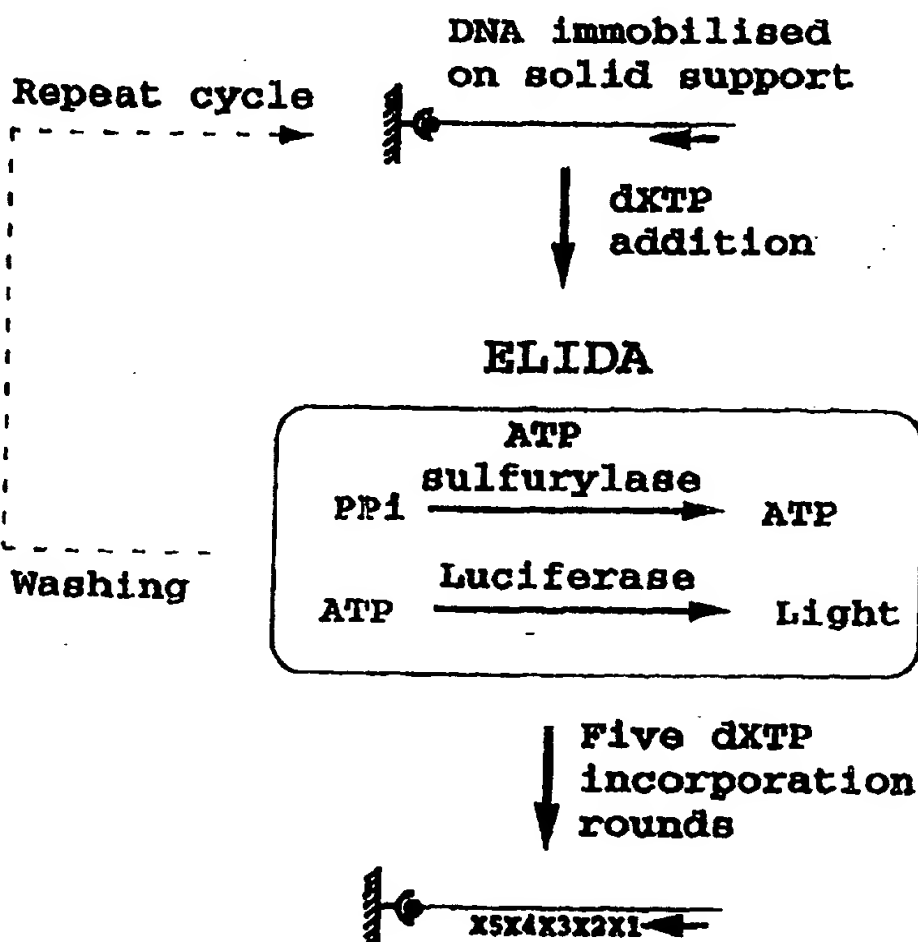 DNA immobilised
on solid support
Repeat cycle
dXTP
addition
ELIDA
ATP
sulfurylase
PPi
ATP
Luciferase
ATP
Light
Washing
Five dXTP
incorporation
rounds
X5X4X3X2X1